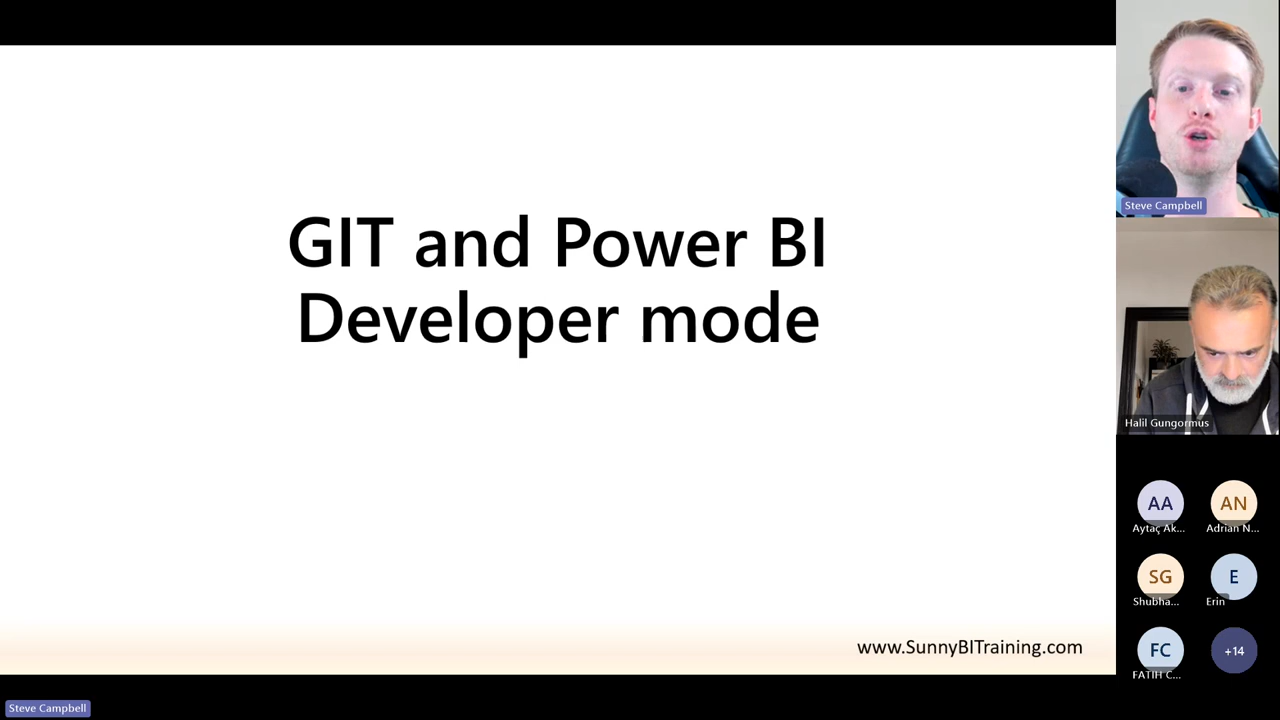 GIT and Power BI
Developer mode
www.SunnyBITraining.com
Steve Campbell
Steve Campbell
Halil Gungormus
AA
AN
Aytaç Ak...
Adrian N...
SG
E
Shubha...
Erin
FC
+14
FATIH C...